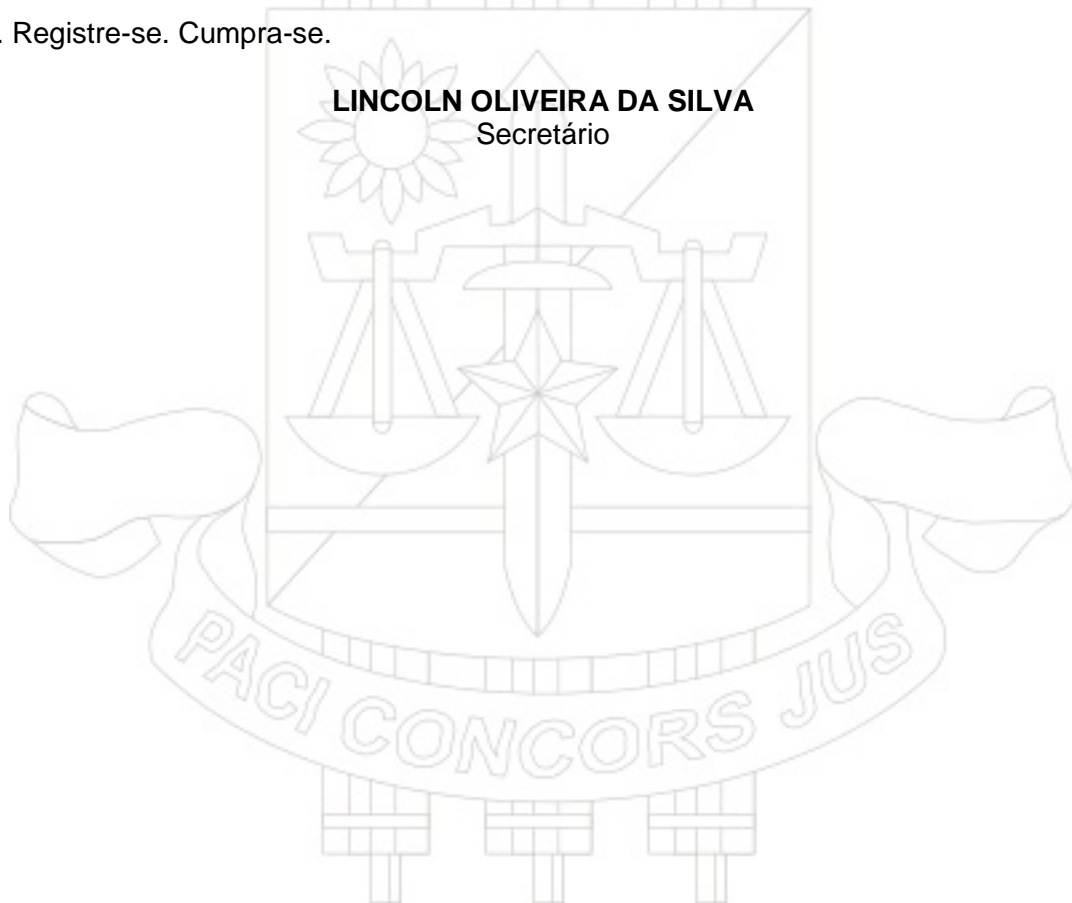 . Registre-se. Cumpra-se.
LINCOLN OLIVEIRA DA SILVA
Secretário
PACI CONCORS JUS